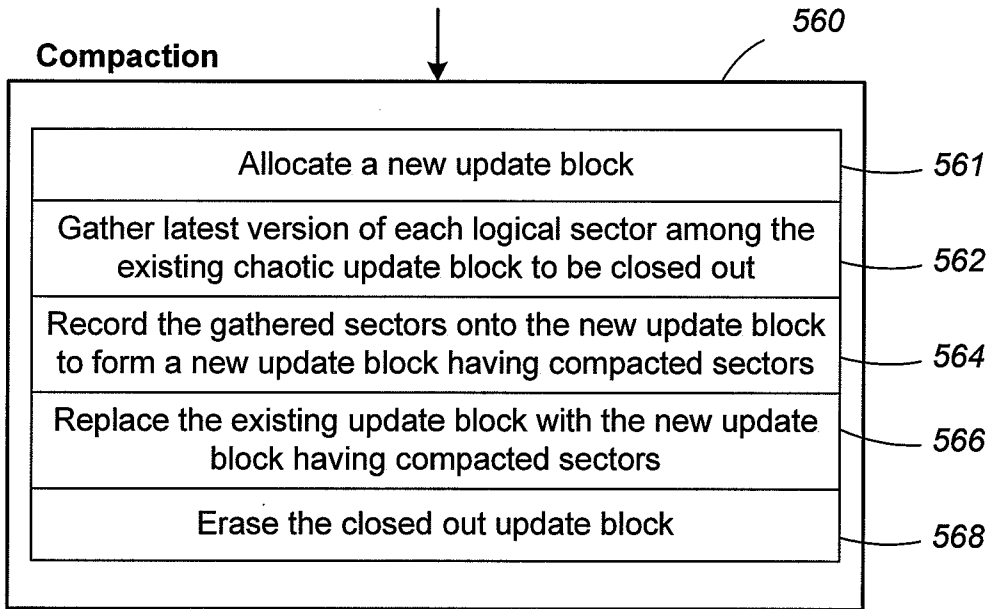 560
Compaction
Allocate a new update block
561
Gather latest version of each logical sector among the
existing chaotic update block to be closed out
562
Record the gathered sectors onto the new update block
to form a new update block having compacted sectors
564
Replace the existing update block with the new update
block having compacted sectors
566
Erase the closed out update block
568